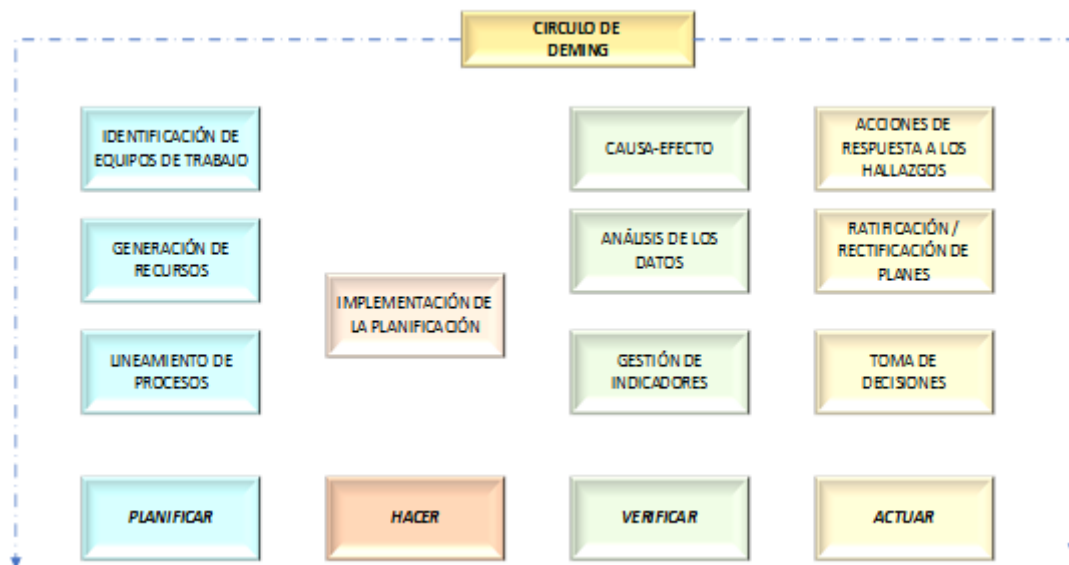 CIRCULO DE
DEMING
IDENTIFICACIÓN DE
EQUIPOS DE TRABAJO
CAUSA-EFECTO
ACCIONES DE
RESPUESTA A LOS
HALLAZGOS
GENERACIÓN DE
RECURSOS
ANÁLISIS DE LOS
DATOS
RATIFICACIÓN /
RECTIFICACIÓN DE
PLANES
IMPLEMENTACIÓN DE
LA PLANIFICACIÓN
LINEAMIENTO DE
PROCESOS
GESTIÓN DE
INDICADORES
TOMA DE
DECISIONES
PLANIFICAR
HACER
VERIFICAR
ACTUAR